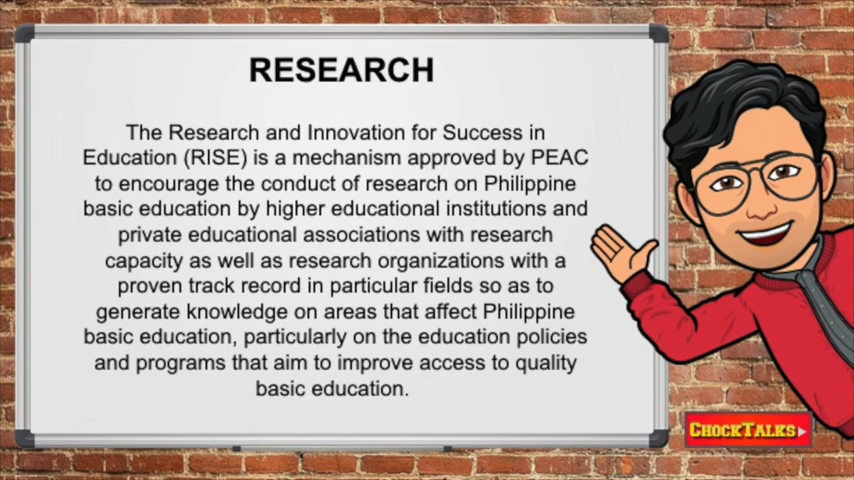 RESEARCH
The Research and Innovation for Success in
Education (RISE) is a mechanism approved by PEAC
to encourage the conduct of research on Philippine
basic education by higher educational institutions and
private educational associations with research
capacity as well as research organizations with a
proven track record in particular fields so as to
generate knowledge on areas that affect Philippine
basic education, particularly on the education policies
and programs that aim to improve access to quality
basic education.
CHOCKTALKS